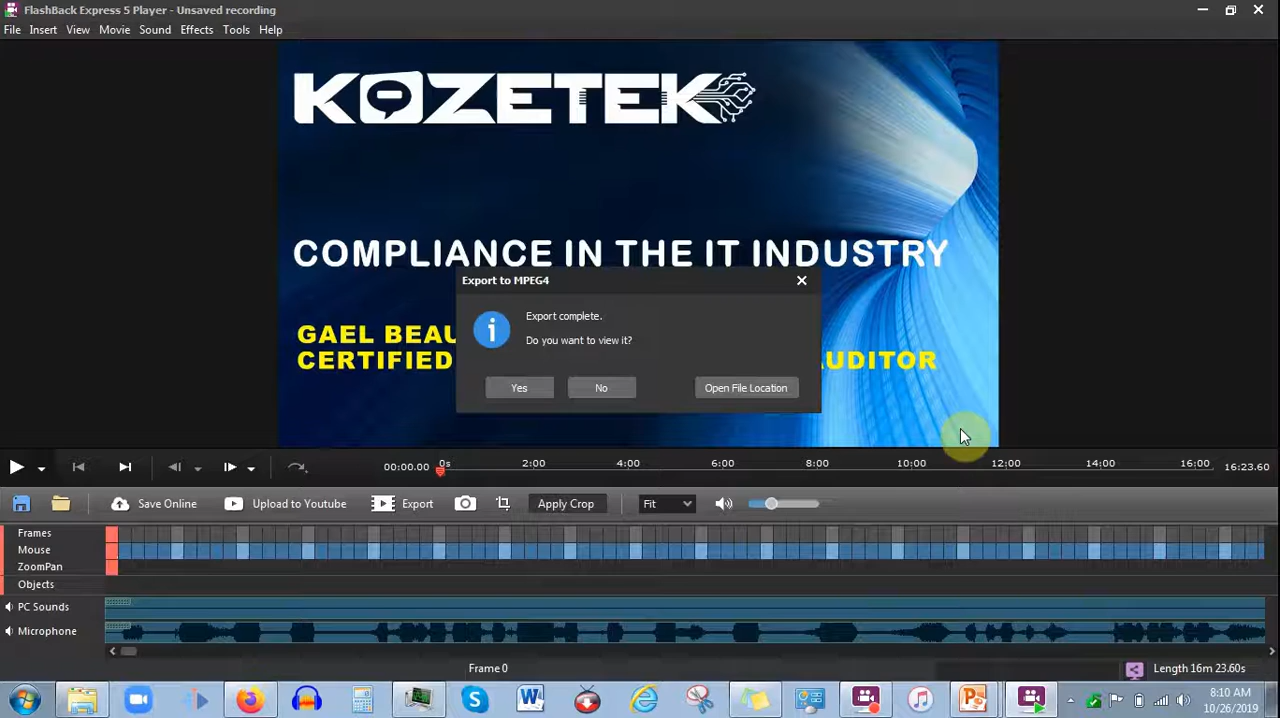 FlashBack Express 5 Player - Unsaved recording
File Insert View Movie Sound Effects Tools Help
KOZETEK
COMPLIANCE IN THE IT INDUSTRY
Export to MPEG4
Export complete.
Do you want to view it?
GAEL
CERTIFIED AUDITOR
Yes No Open File Location
00:00.00 0s 2:00 4:00 6:00 8:00 10:00 12:00 14:00 16:00 16:23.60
Save Online Upload to Youtube Export Apply Crop Fit
Frames
Mouse
ZoomPan
Objects
PC Sounds
Microphone
Frame 0 Length 16m 23.60s
8:10 AM
10/26/2019